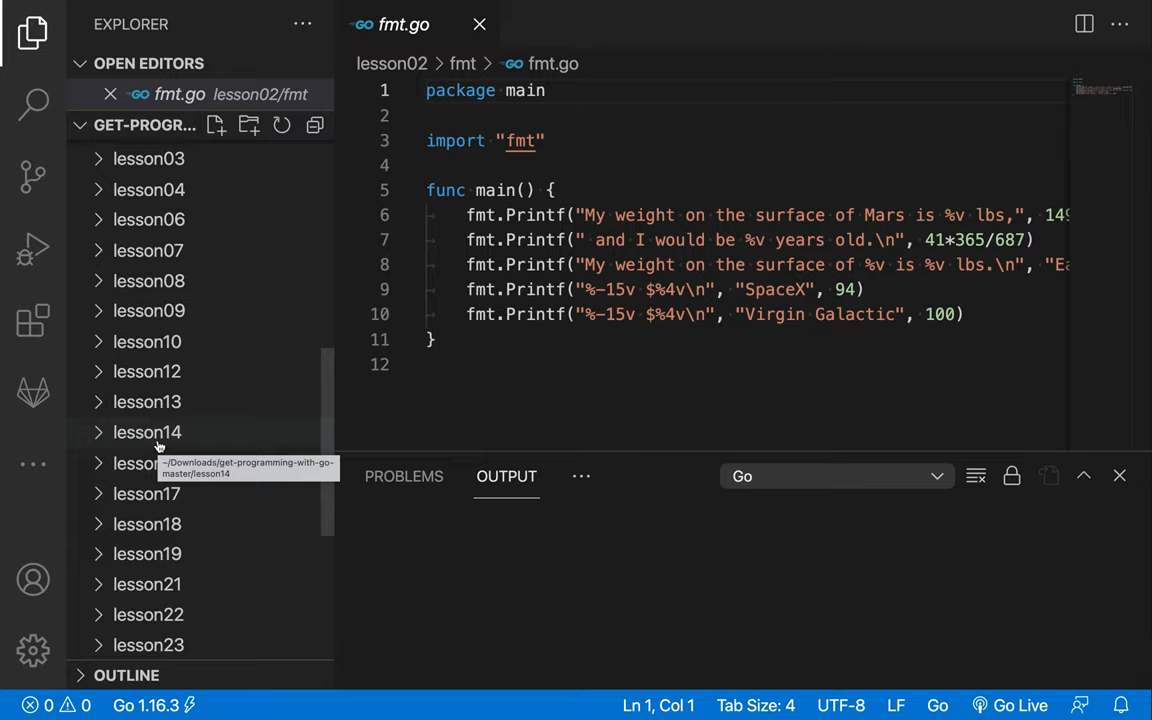 EXPLORER
OPEN EDITORS
GO fmt.go lesson02/fmt
GET-PROGR...
lesson03
lesson04
lesson06
lesson07
lesson08
lesson09
lesson10
lesson12
lesson13
lesson14
~/Downloads/get-programming-with-go-
master/lesson14
lesson17
lesson18
lesson19
lesson21
lesson22
lesson23
OUTLINE
GO fmt.go
lesson02 > fmt > GO fmt.go
1 package main
2
3 import "fmt"
4
5 func main() {
6 fmt.Printf("My weight on the surface of Mars is %v lbs,", 149
7 fmt.Printf(" and I would be %v years old.\n", 41*365/687)
8 fmt.Printf("My weight on the surface of %v is %v lbs.\n", "Ea
9 fmt.Printf("%-15v $%4v\n", "SpaceX", 94)
10 fmt.Printf("%-15v $%4v\n", "Virgin Galactic", 100)
11 }
12
PROBLEMS OUTPUT ... Go
0 0 Go 1.16.3 Ln 1, Col 1 Tab Size: 4 UTF-8 LF Go Go Live